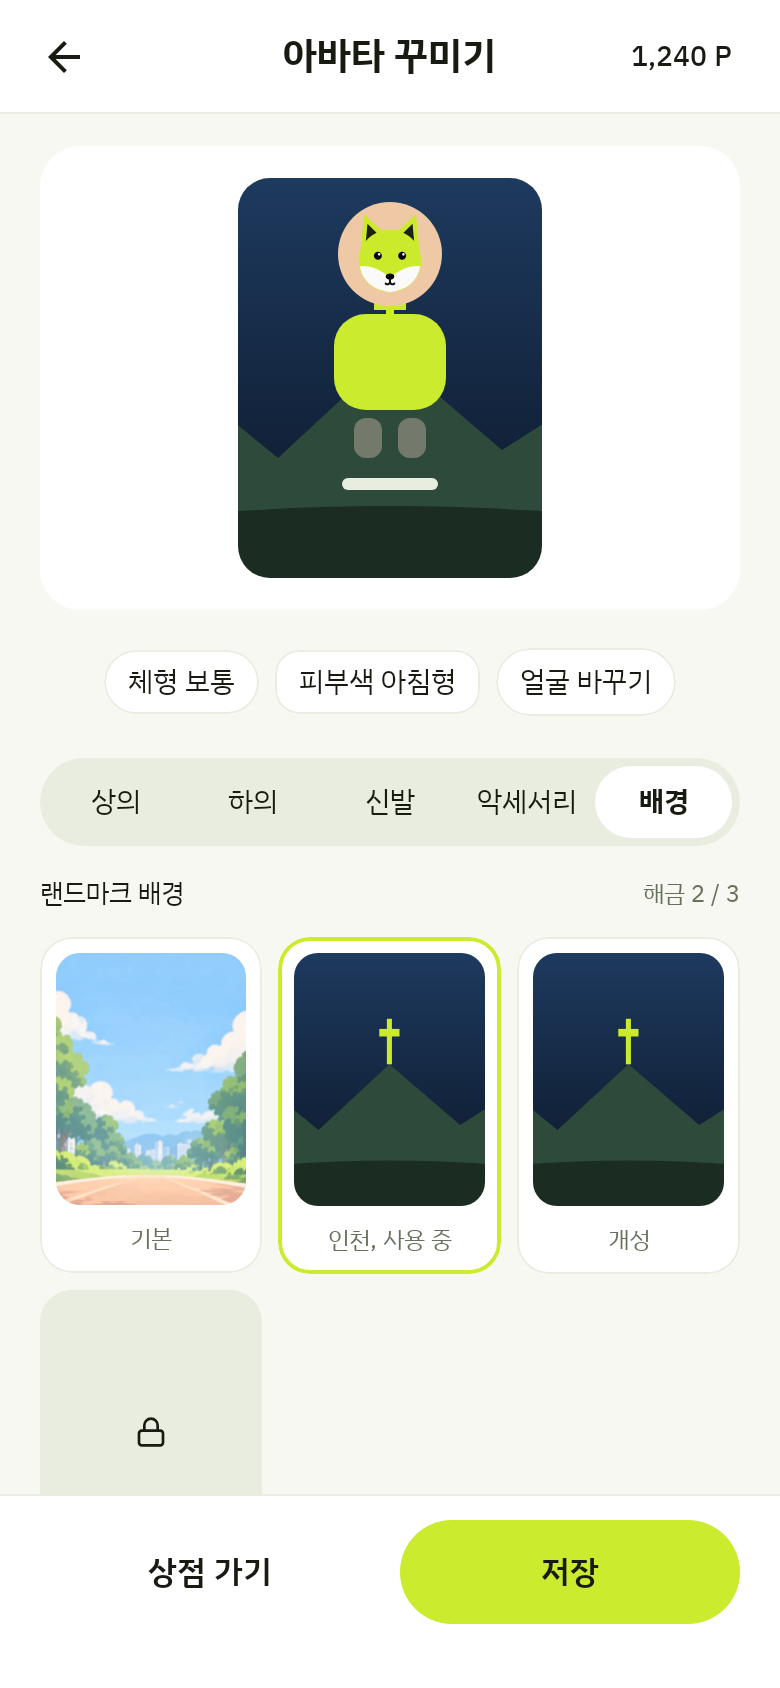 아바타 꾸미기
1,240 P
체형 보통
피부색 아침형
얼굴 바꾸기
상의
하의
신발
악세서리
배경
랜드마크 배경
해금 2 / 3
기본
인천, 사용 중
개성
상점 가기
저장